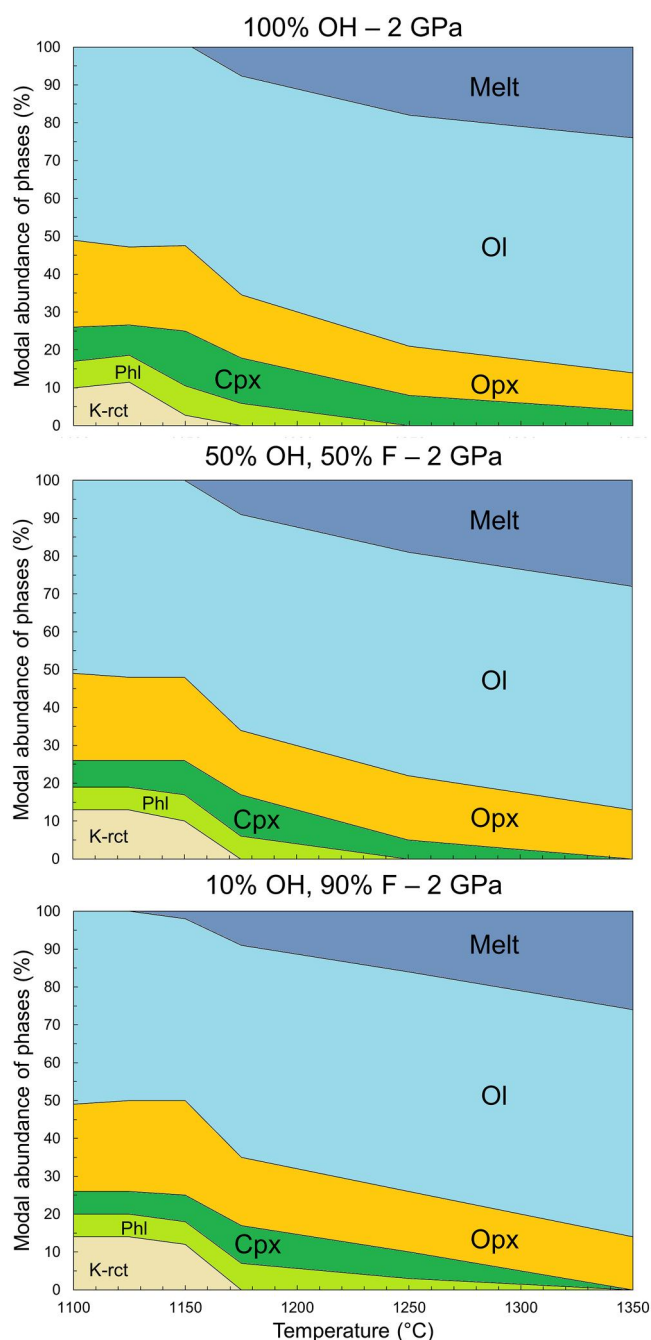 100% OH – 2 GPa
Modal abundance of phases (%)
100
90
80
70
60
50
40
30
20
10
0
Melt
Ol
Opx
Cpx
Phl
K-rct
50% OH, 50% F – 2 GPa
Modal abundance of phases (%)
100
90
80
70
60
50
40
30
20
10
0
Melt
Ol
Opx
Cpx
Phl
K-rct
10% OH, 90% F – 2 GPa
Modal abundance of phases (%)
100
90
80
70
60
50
40
30
20
10
0
Melt
Ol
Opx
Cpx
Phl
K-rct
1100 1150 1200 1250 1300 1350
Temperature (°C)